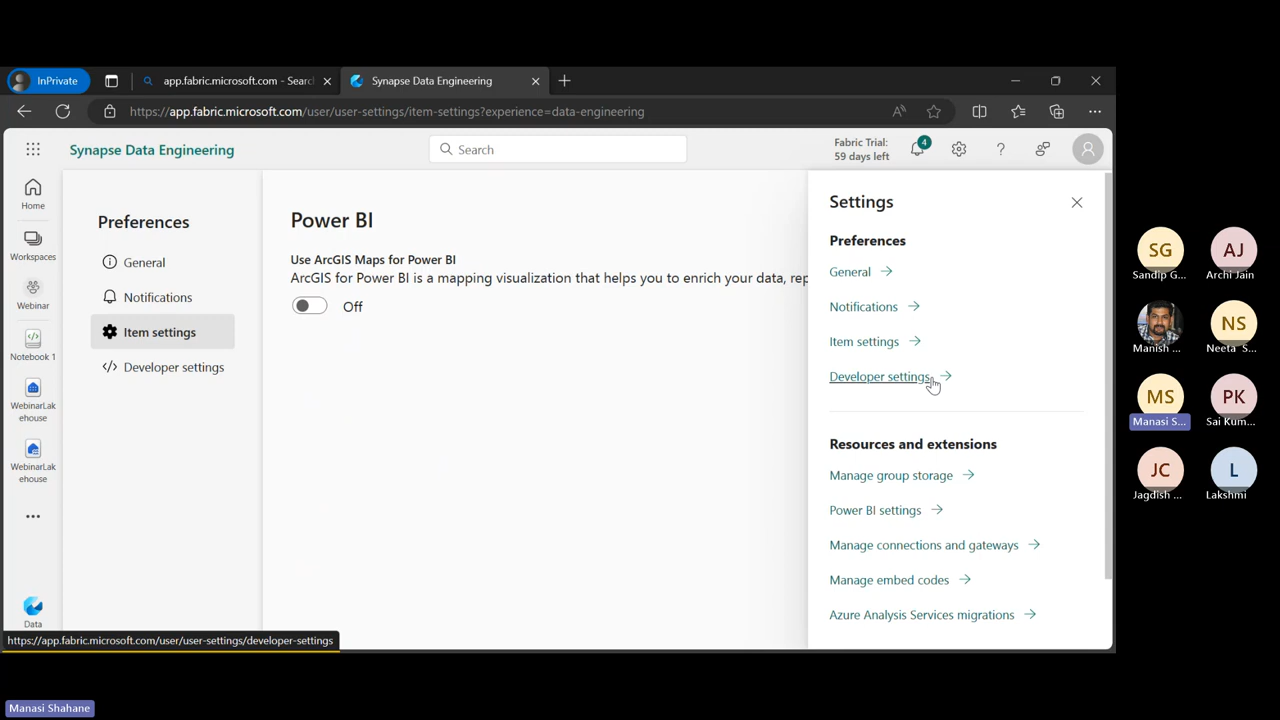 InPrivate
app.fabric.microsoft.com - Searc
Synapse Data Engineering
https://app.fabric.microsoft.com/user/user-settings/item-settings?experience=data-engineering
Synapse Data Engineering
Search
Fabric Trial:
59 days left
4
Home
Workspaces
Webinar
Notebook 1
WebinarLak
ehouse
WebinarLak
ehouse
Data
Preferences
General
Notifications
Item settings
Developer settings
Power BI
Use ArcGIS Maps for Power BI
ArcGIS for Power BI is a mapping visualization that helps you to enrich your data, rep
Off
Settings
Preferences
General
Notifications
Item settings
Developer settings
Resources and extensions
Manage group storage
Power BI settings
Manage connections and gateways
Manage embed codes
Azure Analysis Services migrations
https://app.fabric.microsoft.com/user/user-settings/developer-settings
SG
Sandip G...
AJ
Archi Jain
Manish ...
NS
Neeta S...
MS
Manasi S...
PK
Sai Kum...
JC
Jagdish ...
L
Lakshmi
Manasi Shahane